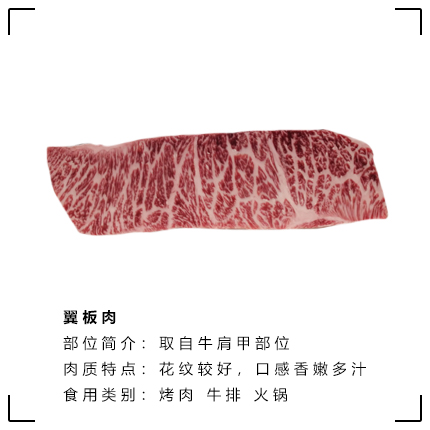 翼板肉
部位简介：取自牛肩甲部位
肉质特点：花纹较好，口感香嫩多汁
食用类别：烤肉 牛排 火锅